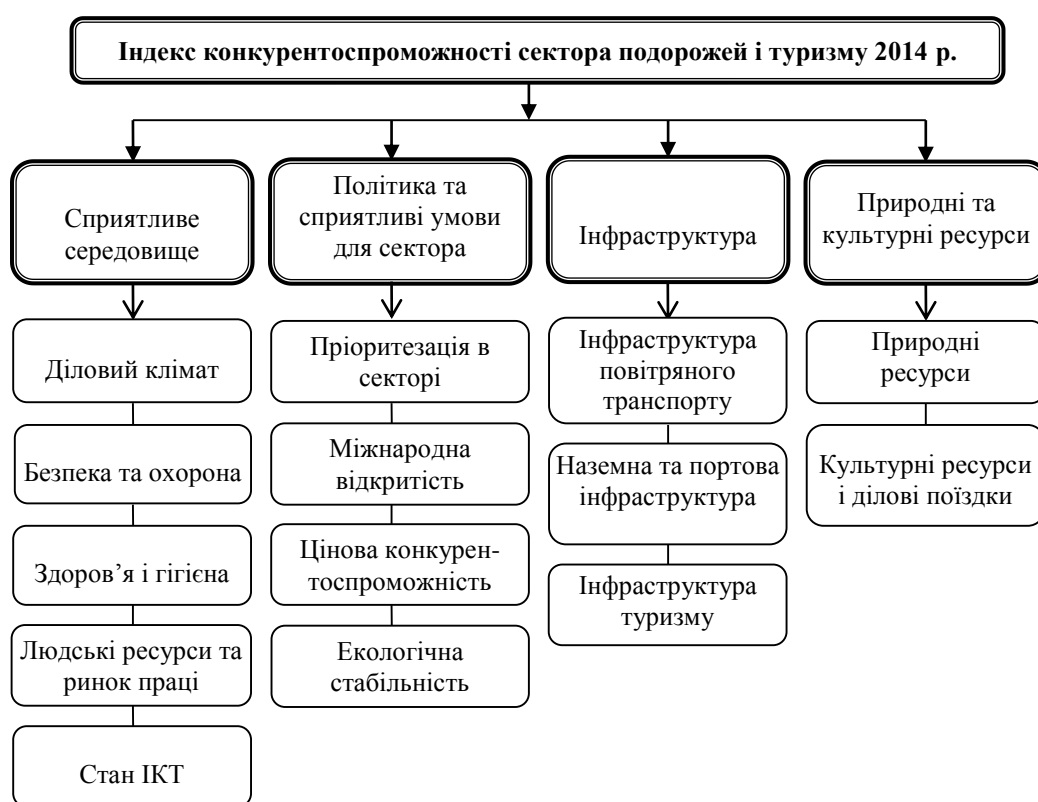 Індекс конкурентоспроможності сектора подорожей і туризму 2014 р.
Сприятливе
середовище
Політика та
сприятливі умови
для сектора
Інфраструктура
Природні та
культурні ресурси
Діловий клімат
Безпека та охорона
Здоров’я і гігієна
Людські ресурси та
ринок праці
Стан ІКТ
Пріоритезація в
секторі
Міжнародна
відкритість
Цінова конкурен-
тоспроможність
Екологічна
стабільність
Інфраструктура
повітряного
транспорту
Наземна та портова
інфраструктура
Інфраструктура
туризму
Природні
ресурси
Культурні ресурси
і ділові поїздки